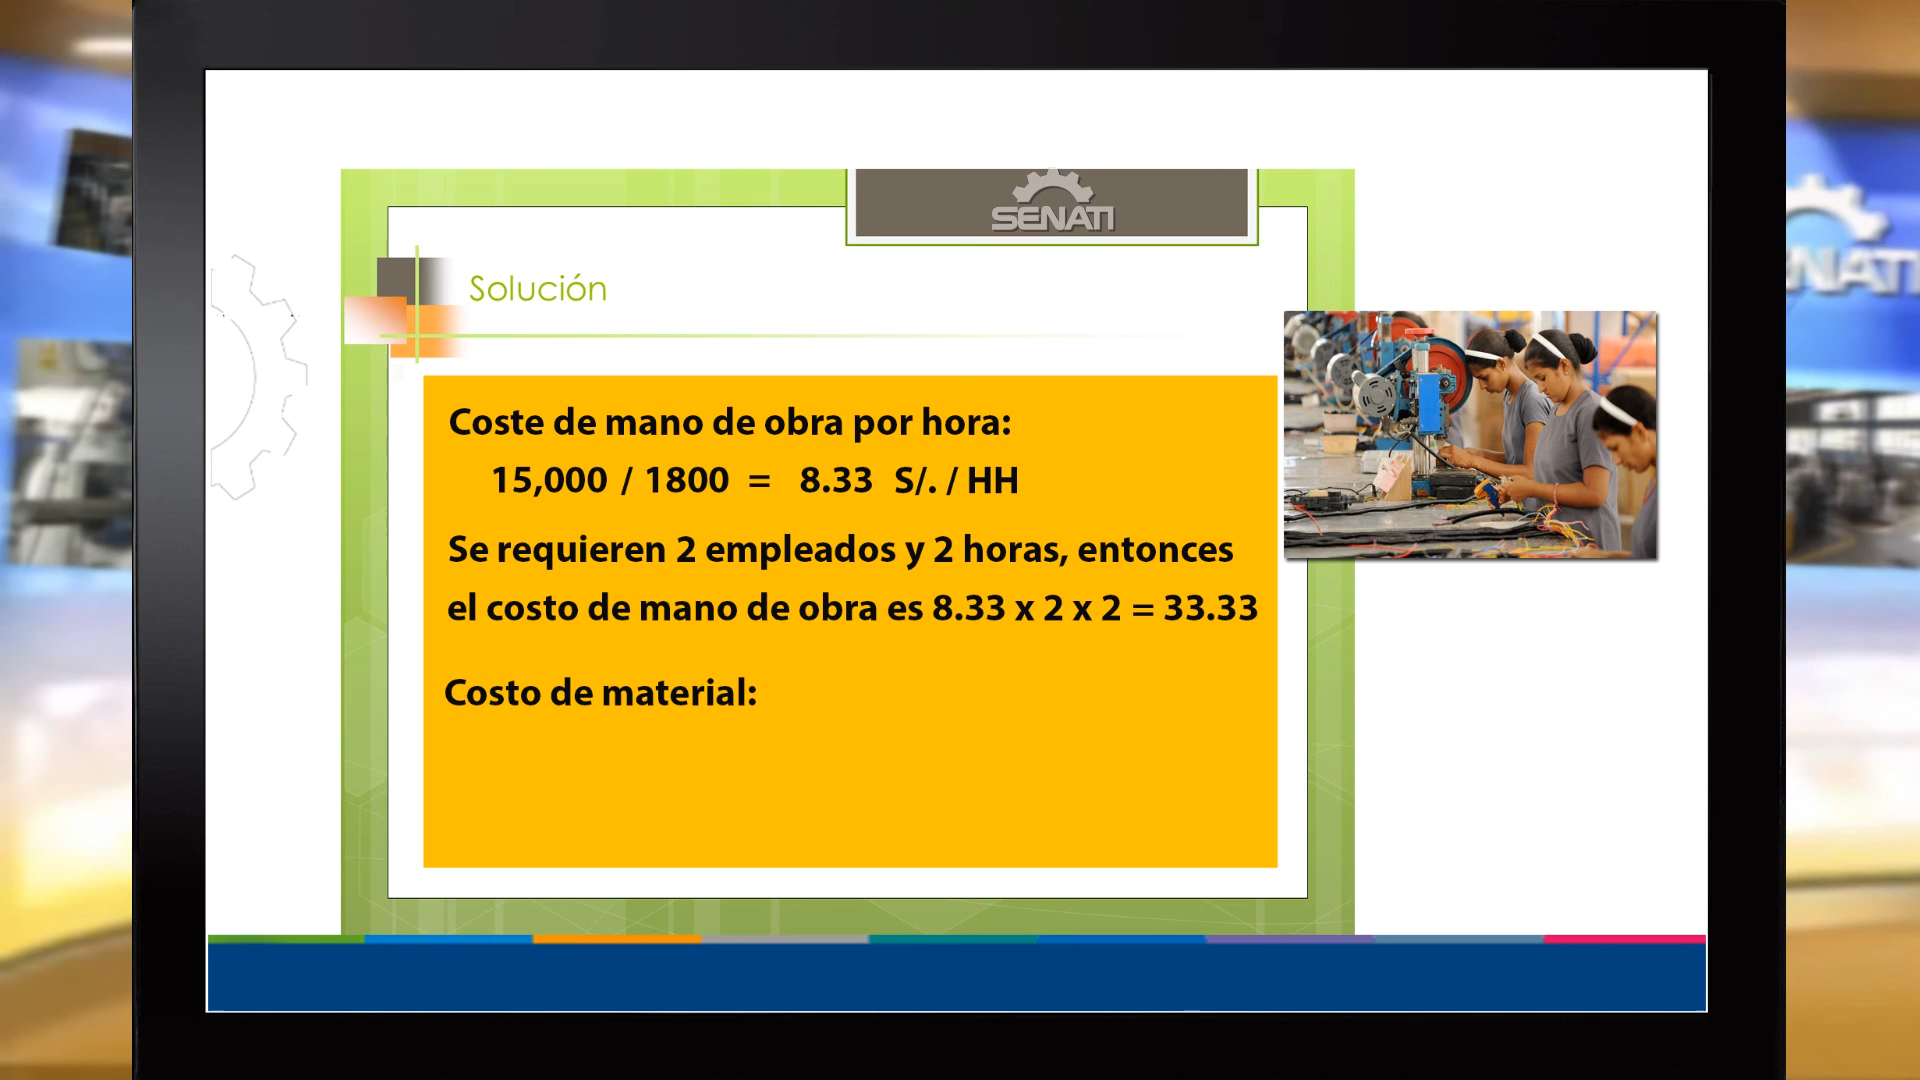 SENATI
Solución
Coste de mano de obra por hora:
15,000 / 1800 = 8.33 S/. / HH
Se requieren 2 empleados y 2 horas, entonces
el costo de mano de obra es 8.33 x 2 x 2 = 33.33
Costo de material:
NATI